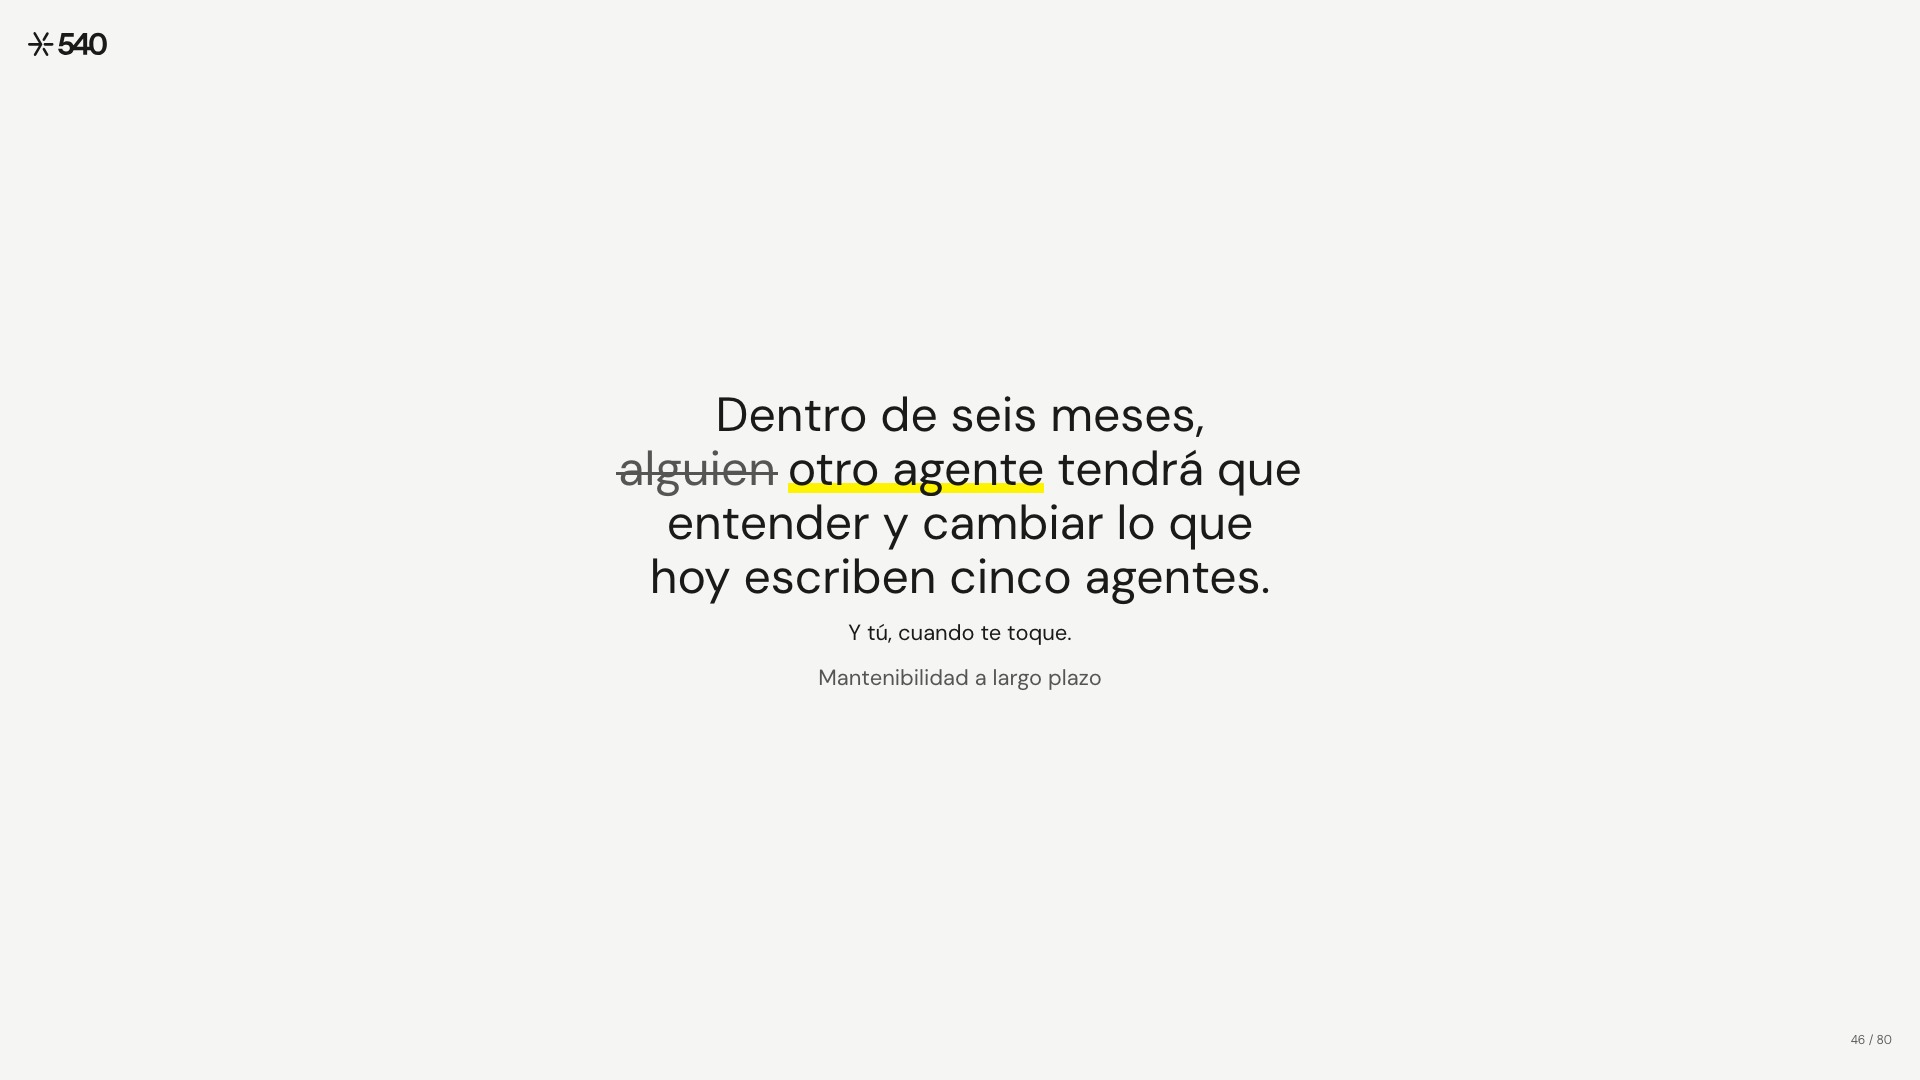 540
Dentro de seis meses,
alguien otro agente tendrá que
entender y cambiar lo que
hoy escriben cinco agentes.
Y tú, cuando te toque.
Mantenibilidad a largo plazo
46 / 80